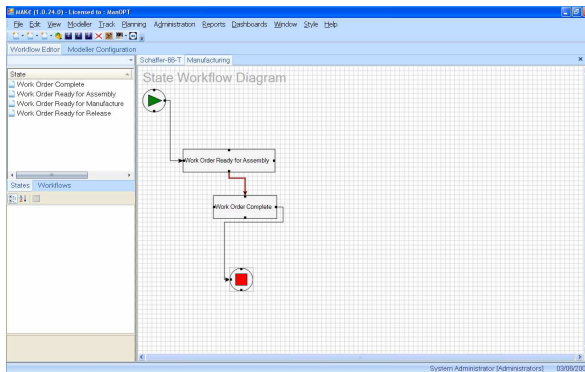 MAKE (1.0.24.0) - Licensed to : ManOPT
File Edit View Modeller Track Planning Administration Reports Dashboards Window Style Help
Workflow Editor Modeller Configuration
Schaffer-86-T Manufacturing
State
Work Order Complete
Work Order Ready for Assembly
Work Order Ready for Manufacture
Work Order Ready for Release
States Workflows
State Workflow Diagram
Work Order Ready for Assembly
Work Order Complete
System Administrator [Administrators]